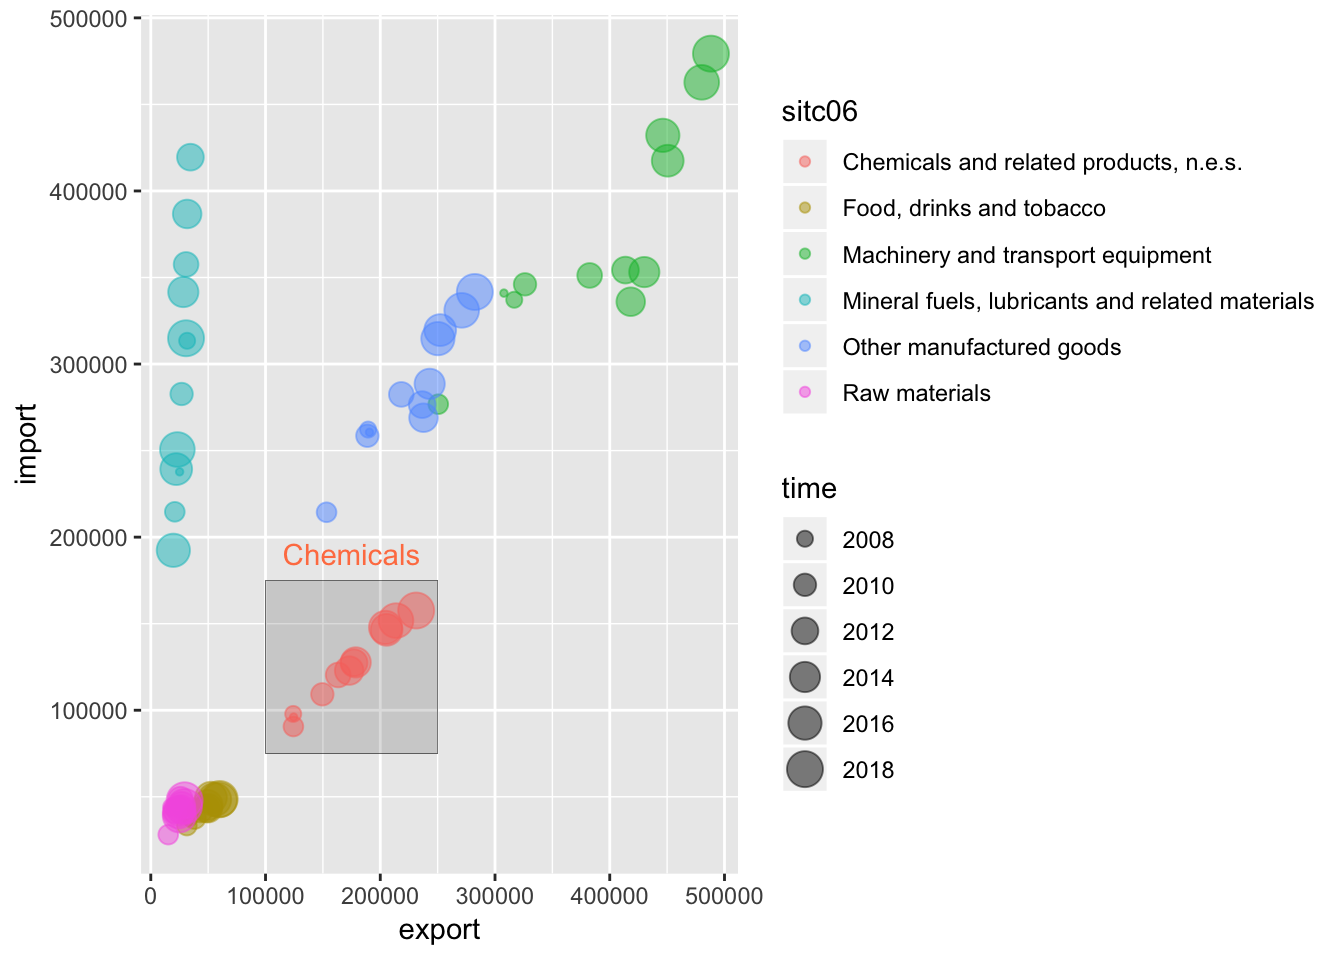 500000
400000
300000
200000
100000
import
Chemicals
0
100000
200000
300000
400000
500000
export
sitc06
Chemicals and related products, n.e.s.
Food, drinks and tobacco
Machinery and transport equipment
Mineral fuels, lubricants and related materials
Other manufactured goods
Raw materials
time
2008
2010
2012
2014
2016
2018